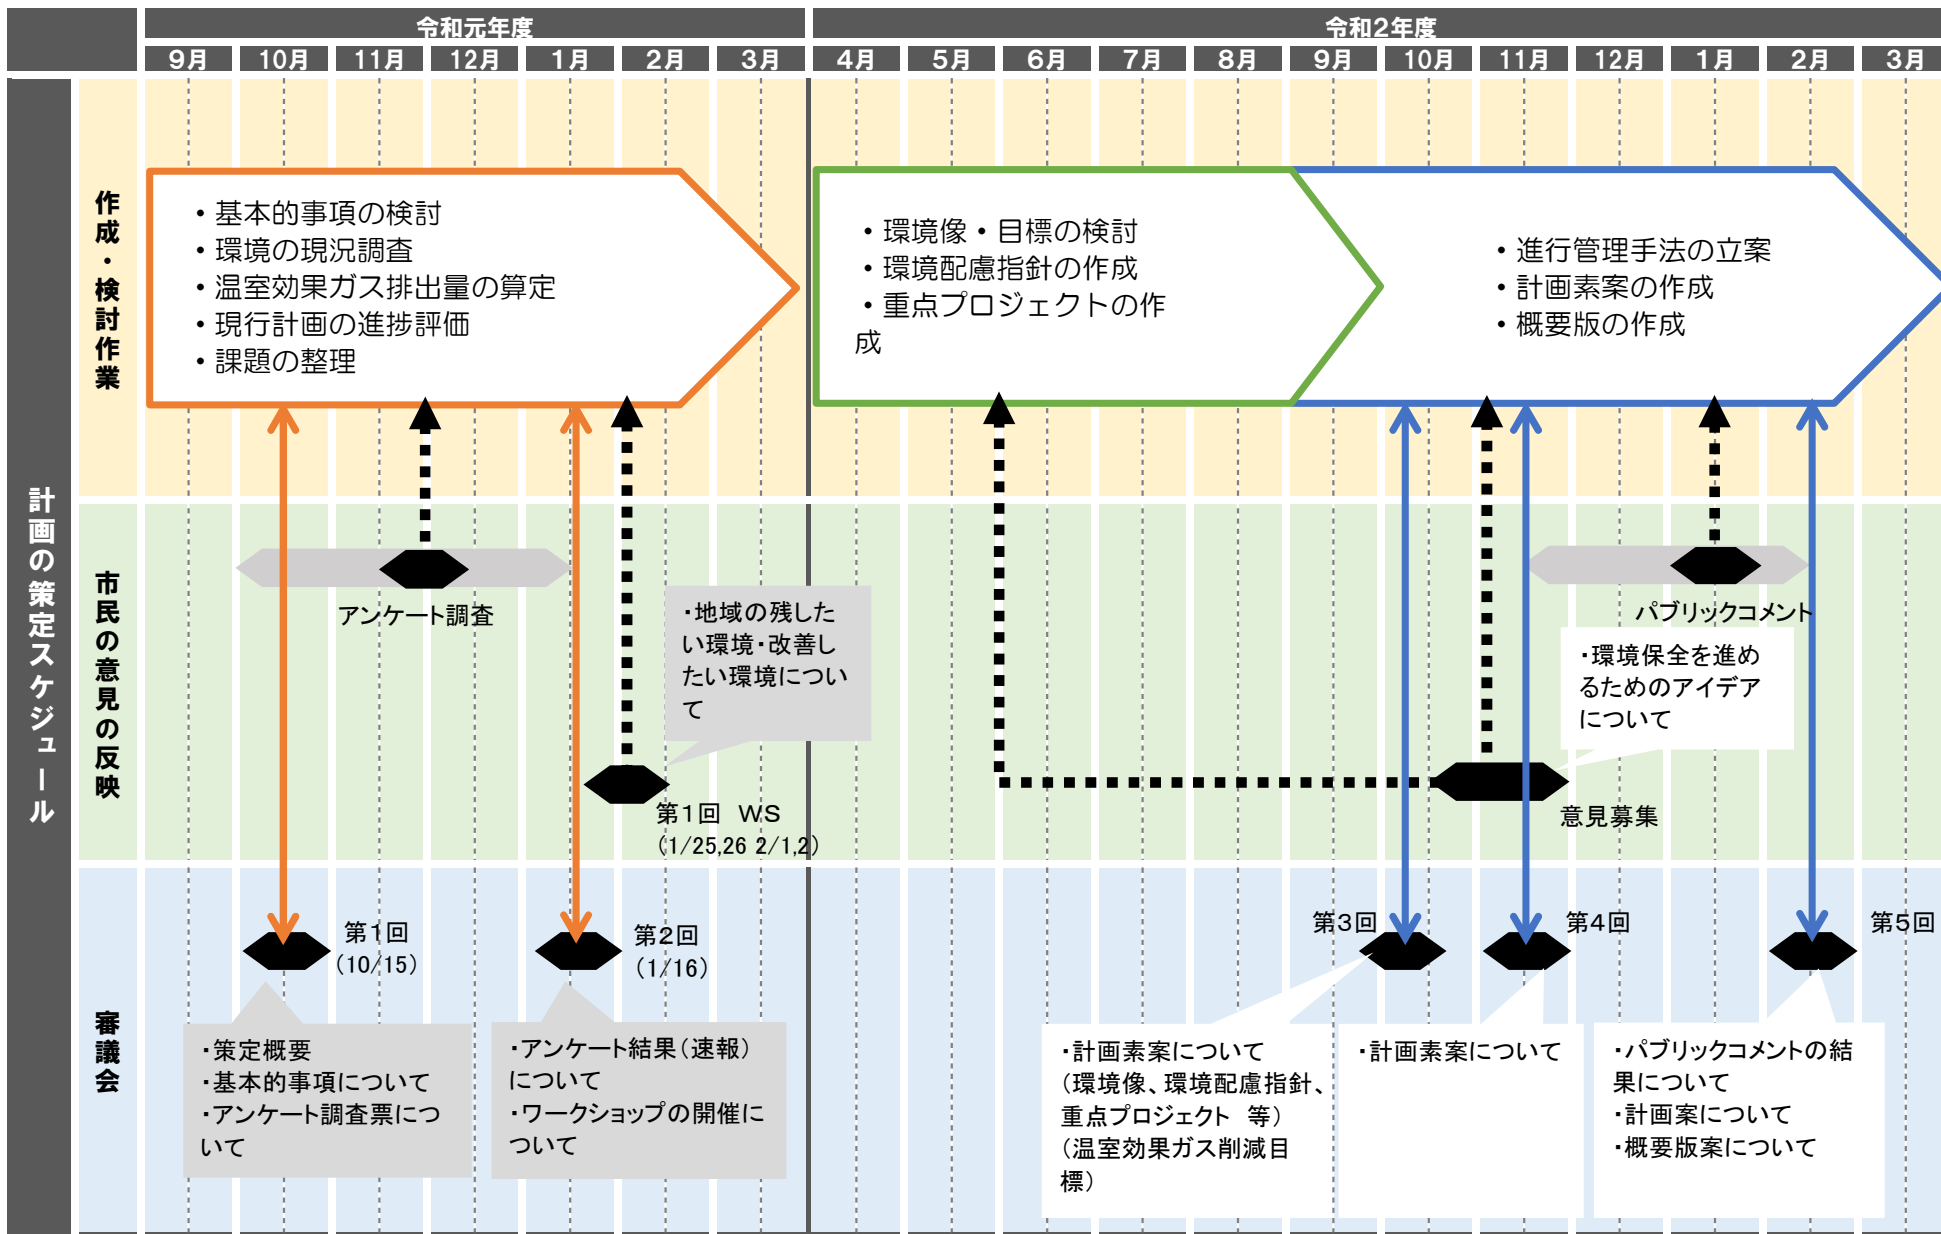 令和元年度
令和2年度
9月 10月 11月 12月 1月 2月 3月 4月 5月 6月 7月 8月 9月 10月 11月 12月 1月 2月 3月
計画の策定スケジュール
作成・検討作業
・基本的事項の検討
・環境の現況調査
・温室効果ガス排出量の算定
・現行計画の進捗評価
・課題の整理
・環境像・目標の検討
・環境配慮指針の作成
・重点プロジェクトの作
成
・進行管理手法の立案
・計画素案の作成
・概要版の作成
市民の意見の反映
アンケート調査
・地域の残した
い環境・改善し
たい環境につい
て
第1回 WS
(1/25,26 2/1,2)
パブリックコメント
・環境保全を進め
るためのアイデア
について
意見募集
審議会
第1回
(10/15)
・策定概要
・基本的事項について
・アンケート調査票につ
いて
第2回
(1/16)
・アンケート結果(速報)
について
・ワークショップの開催に
ついて
第3回
・計画素案について
(環境像、環境配慮指針、
重点プロジェクト 等)
(温室効果ガス削減目
標)
第4回
・計画素案について
第5回
・パブリックコメントの結
果について
・計画案について
・概要版案について